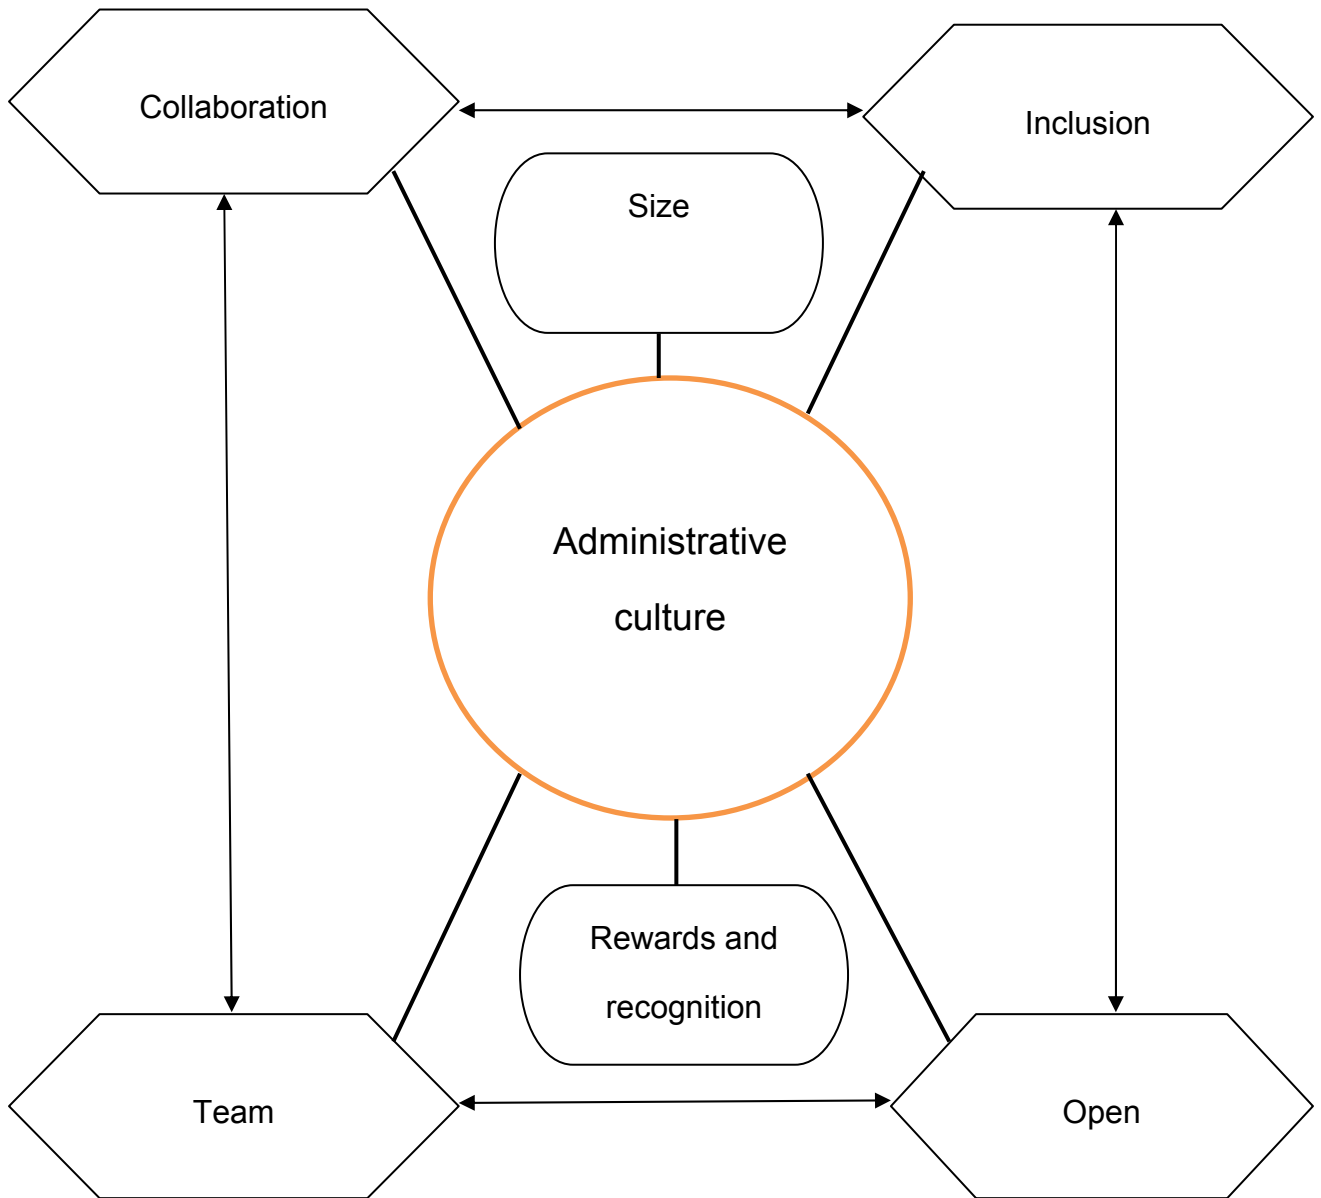 Collaboration
Inclusion
Size
Administrative
culture
Rewards and
recognition
Team
Open